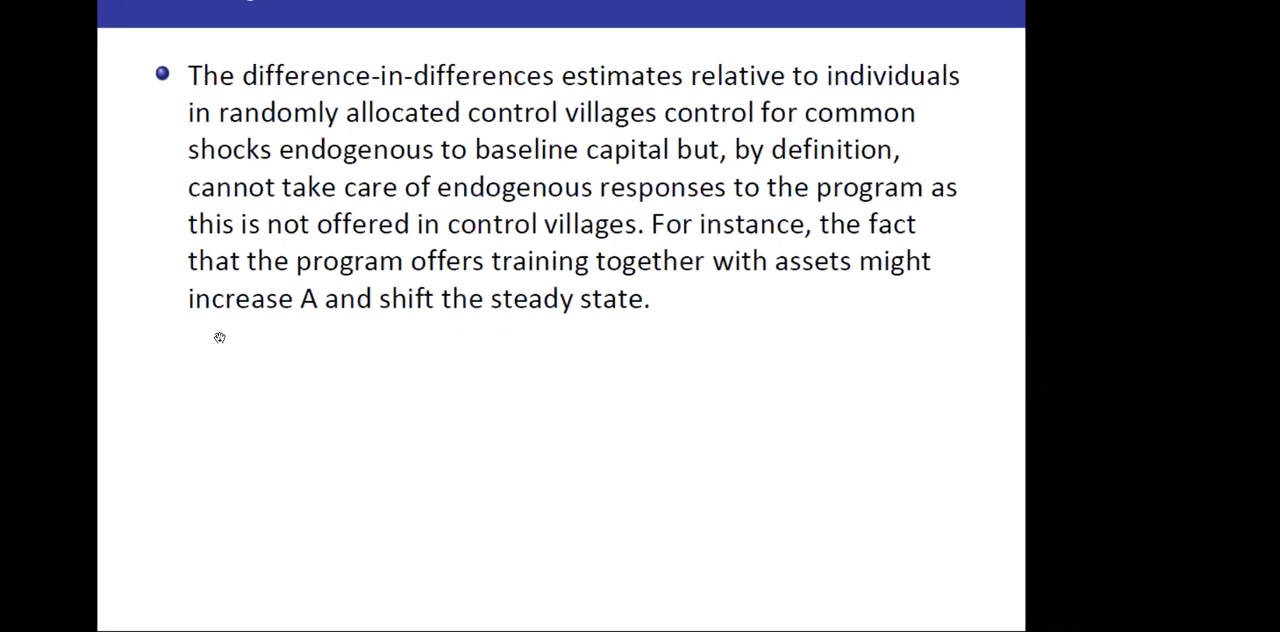 The difference-in-differences estimates relative to individuals
in randomly allocated control villages control for common
shocks endogenous to baseline capital but, by definition,
cannot take care of endogenous responses to the program as
this is not offered in control villages. For instance, the fact
that the program offers training together with assets might
increase A and shift the steady state.